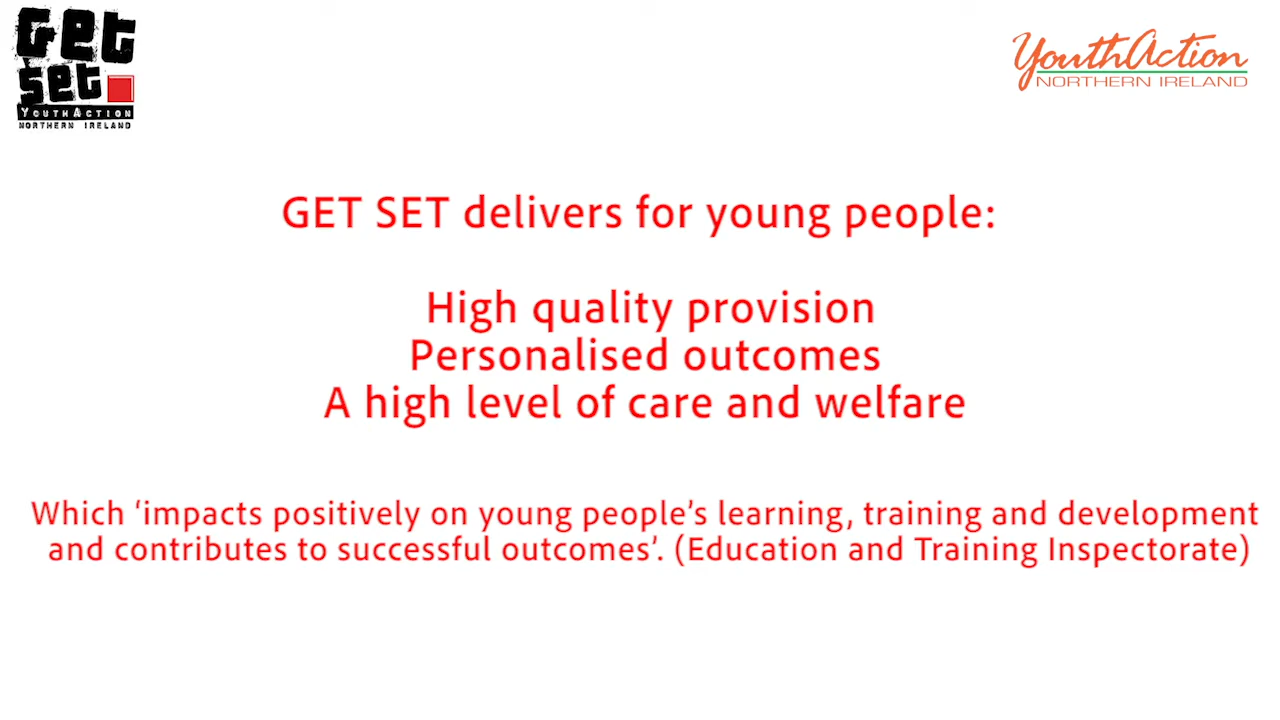 Get
Set
YOUTHACTION
NORTHERN IRELAND
YouthAction
NORTHERN IRELAND
GET SET delivers for young people:
High quality provision
Personalised outcomes
A high level of care and welfare
Which ‘impacts positively on young people’s learning, training and development
and contributes to successful outcomes’. (Education and Training Inspectorate)